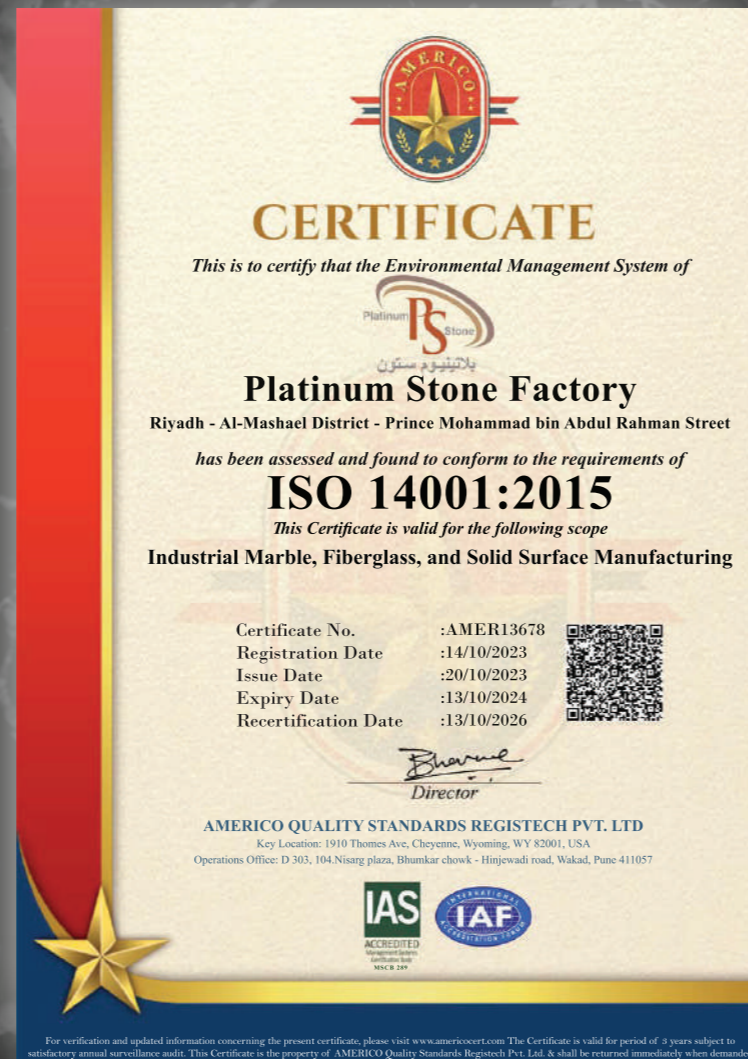 AMERICO
CERTIFICATE
This is to certify that the Environmental Management System of
Platinum PS Stone
بلاتينيوم ستون
Platinum Stone Factory
Riyadh - Al-Mashael District - Prince Mohammad bin Abdul Rahman Street
has been assessed and found to conform to the requirements of
ISO 14001:2015
This Certificate is valid for the following scope
Industrial Marble, Fiberglass, and Solid Surface Manufacturing
Certificate No. :AMER13678
Registration Date :14/10/2023
Issue Date :20/10/2023
Expiry Date :13/10/2024
Recertification Date :13/10/2026
Director
AMERICO QUALITY STANDARDS REGISTECH PVT. LTD
Key Location: 1910 Thomes Ave, Cheyenne, Wyoming, WY 82001, USA
Operations Office: D 303, 104.Nisarg plaza, Bhumkar chowk - Hinjewadi road, Wakad, Pune 411057
IAS
ACCREDITED
Management Systems
Certification Body
MSCB 289
INTERNATIONAL
IAF
ACCREDITATION FORUM
For verification and updated information concerning the present certificate, please visit www.americocert.com The Certificate is valid for period of 3 years subject to
satisfactory annual surveillance audit. This Certificate is the property of AMERICO Quality Standards Registech Pvt. Ltd. & shall be returned immediately when